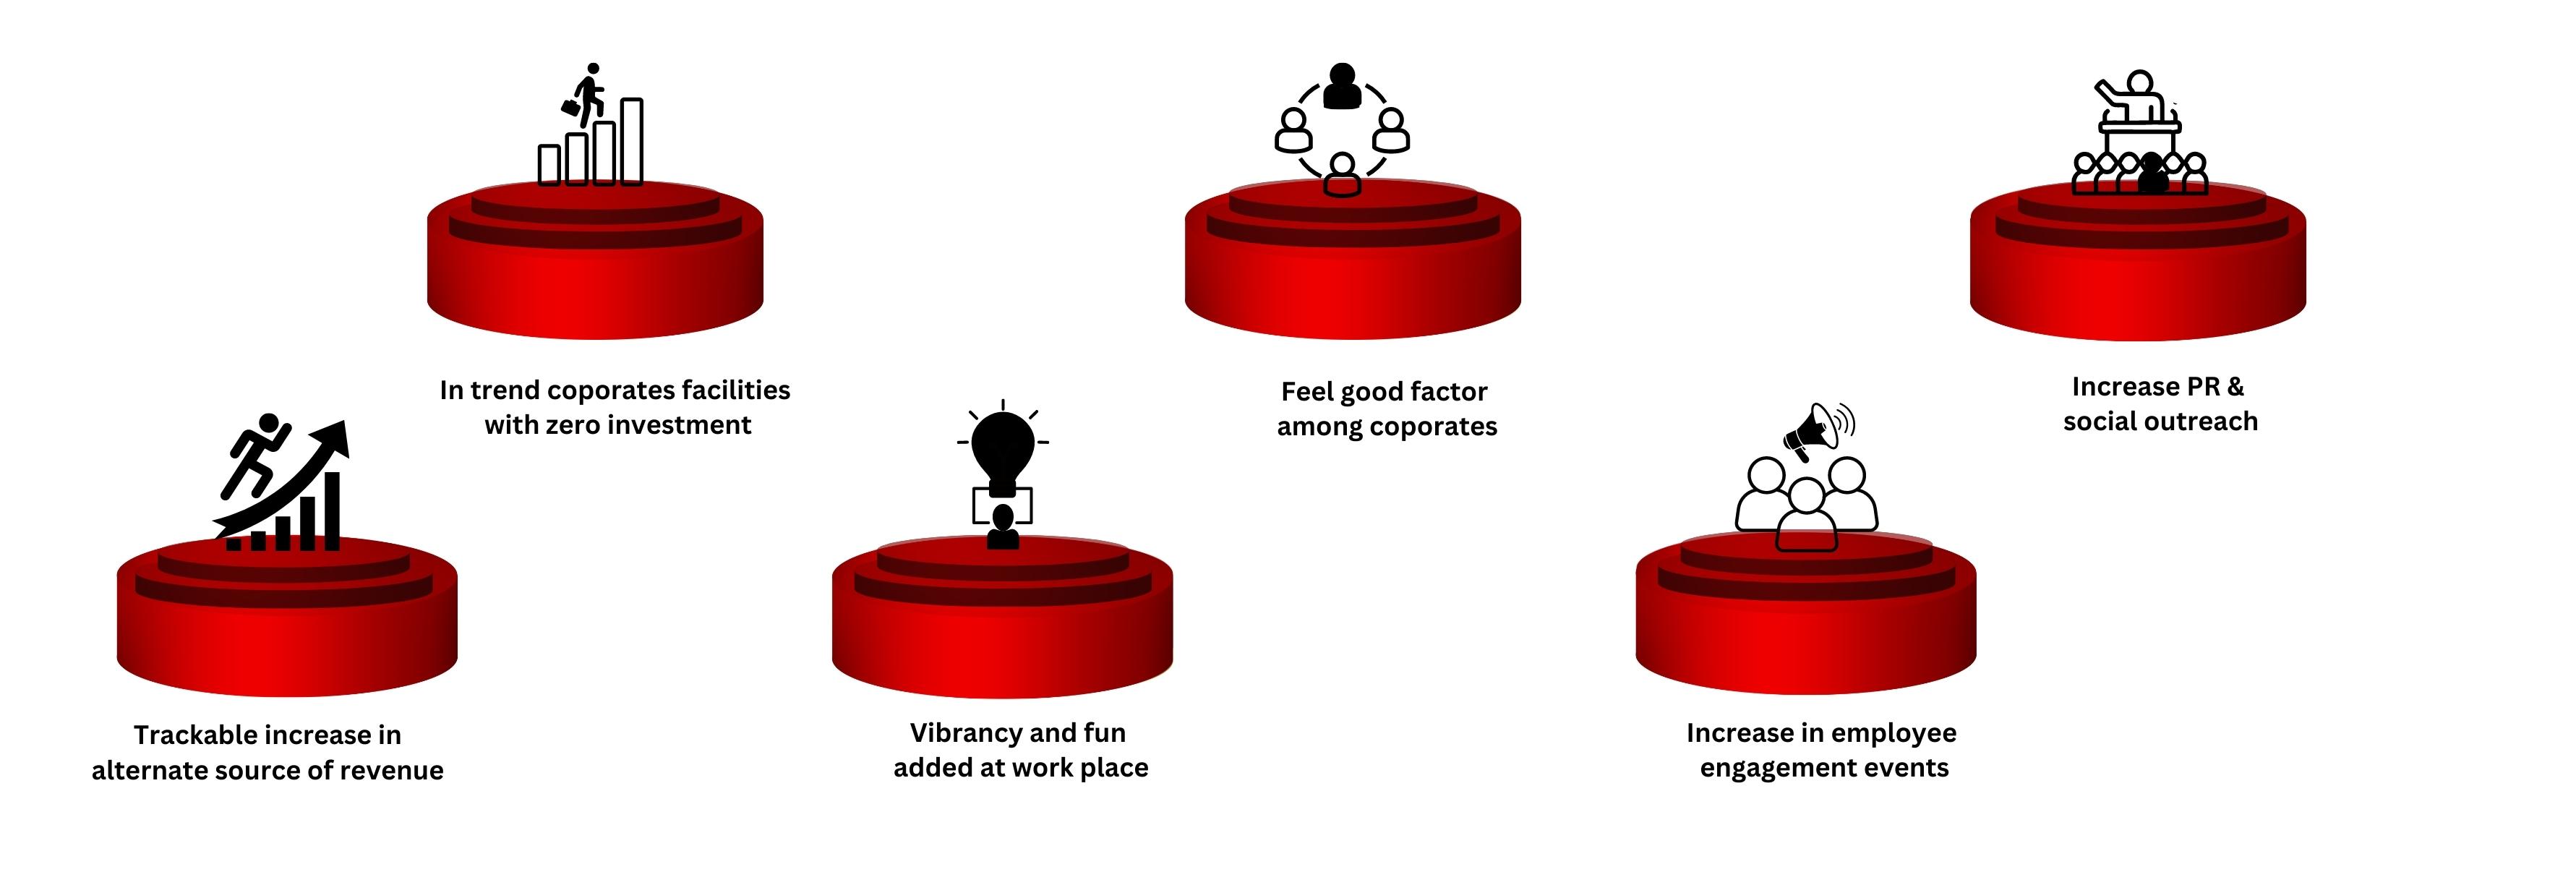 In trend coporates facilities
with zero investment
Feel good factor
among coporates
Increase PR &
social outreach
Trackable increase in
alternate source of revenue
Vibrancy and fun
added at work place
Increase in employee
engagement events